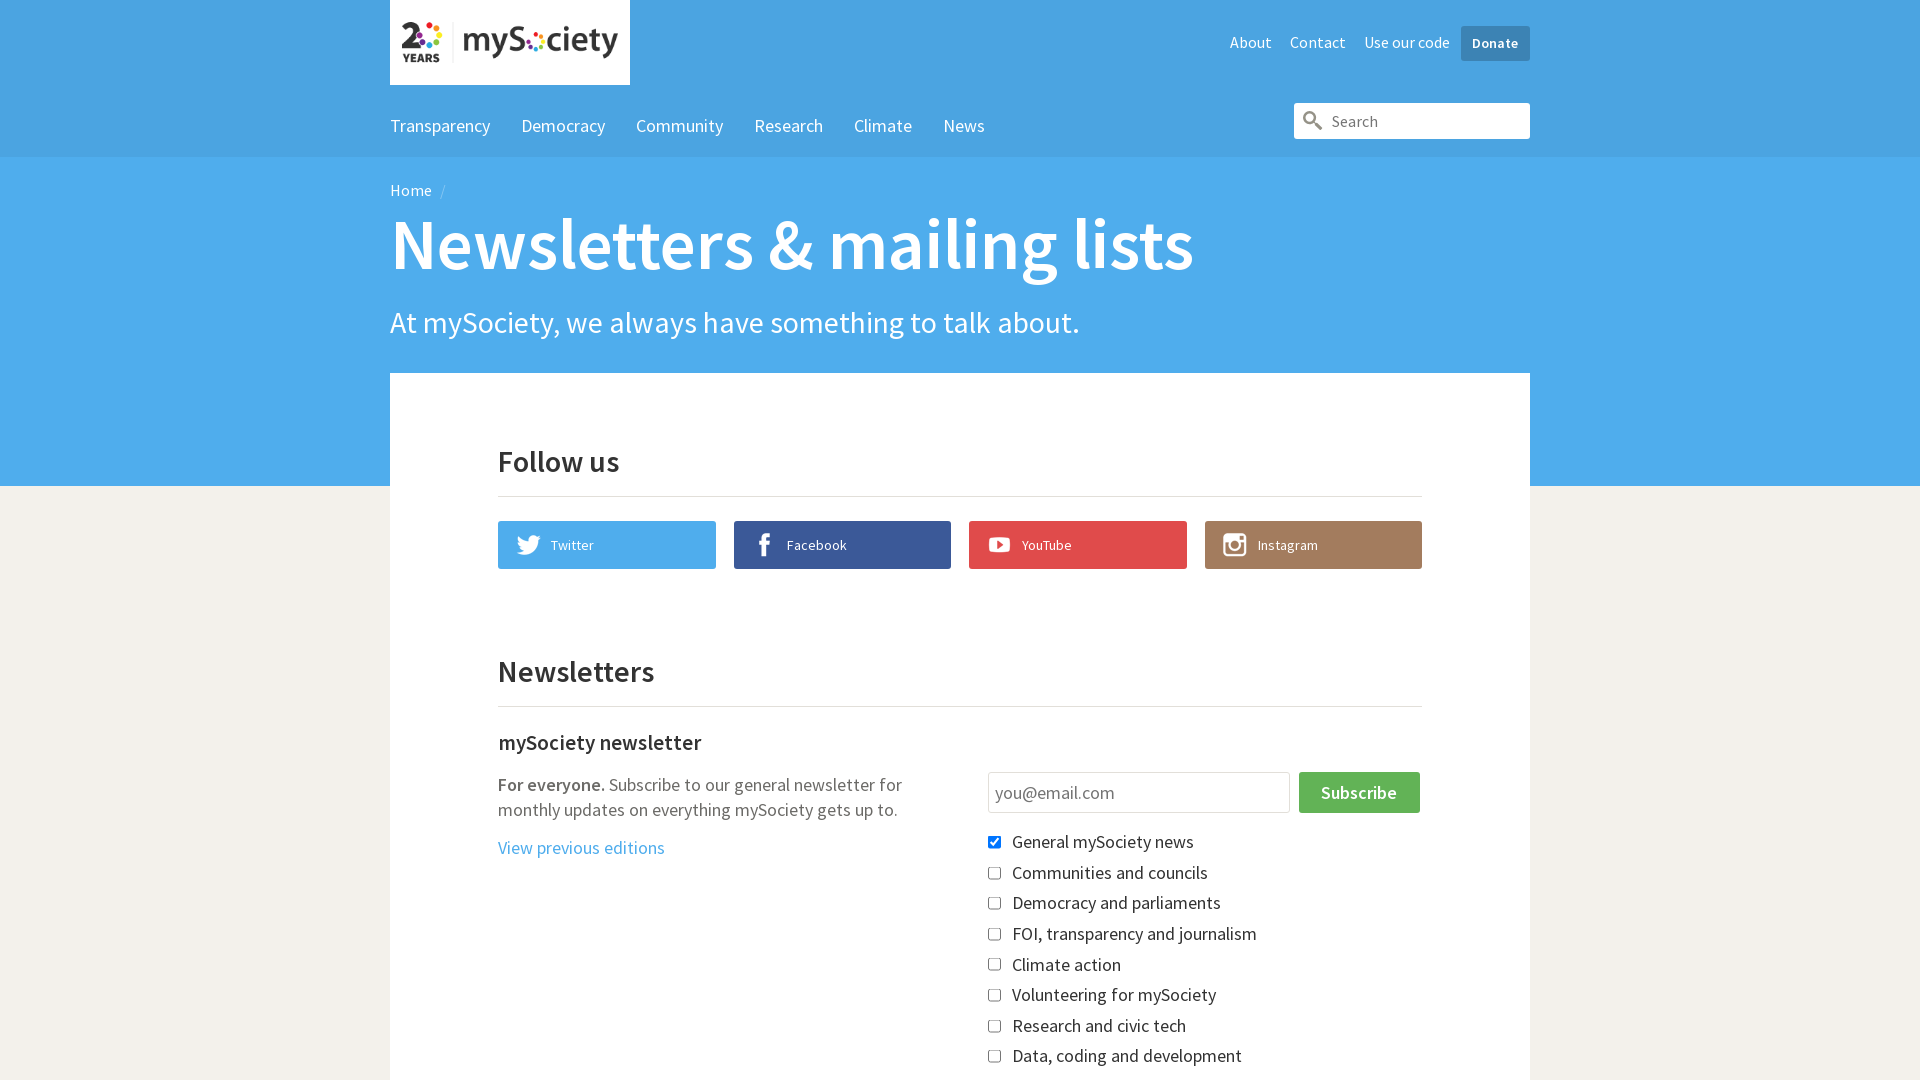 20 YEARS mySociety
About Contact Use our code Donate
Transparency Democracy Community Research Climate News
Search
Home /
Newsletters & mailing lists
At mySociety, we always have something to talk about.
Follow us
Twitter Facebook YouTube Instagram
Newsletters
mySociety newsletter
For everyone. Subscribe to our general newsletter for
monthly updates on everything mySociety gets up to.
View previous editions
you@email.com Subscribe
General mySociety news
Communities and councils
Democracy and parliaments
FOI, transparency and journalism
Climate action
Volunteering for mySociety
Research and civic tech
Data, coding and development